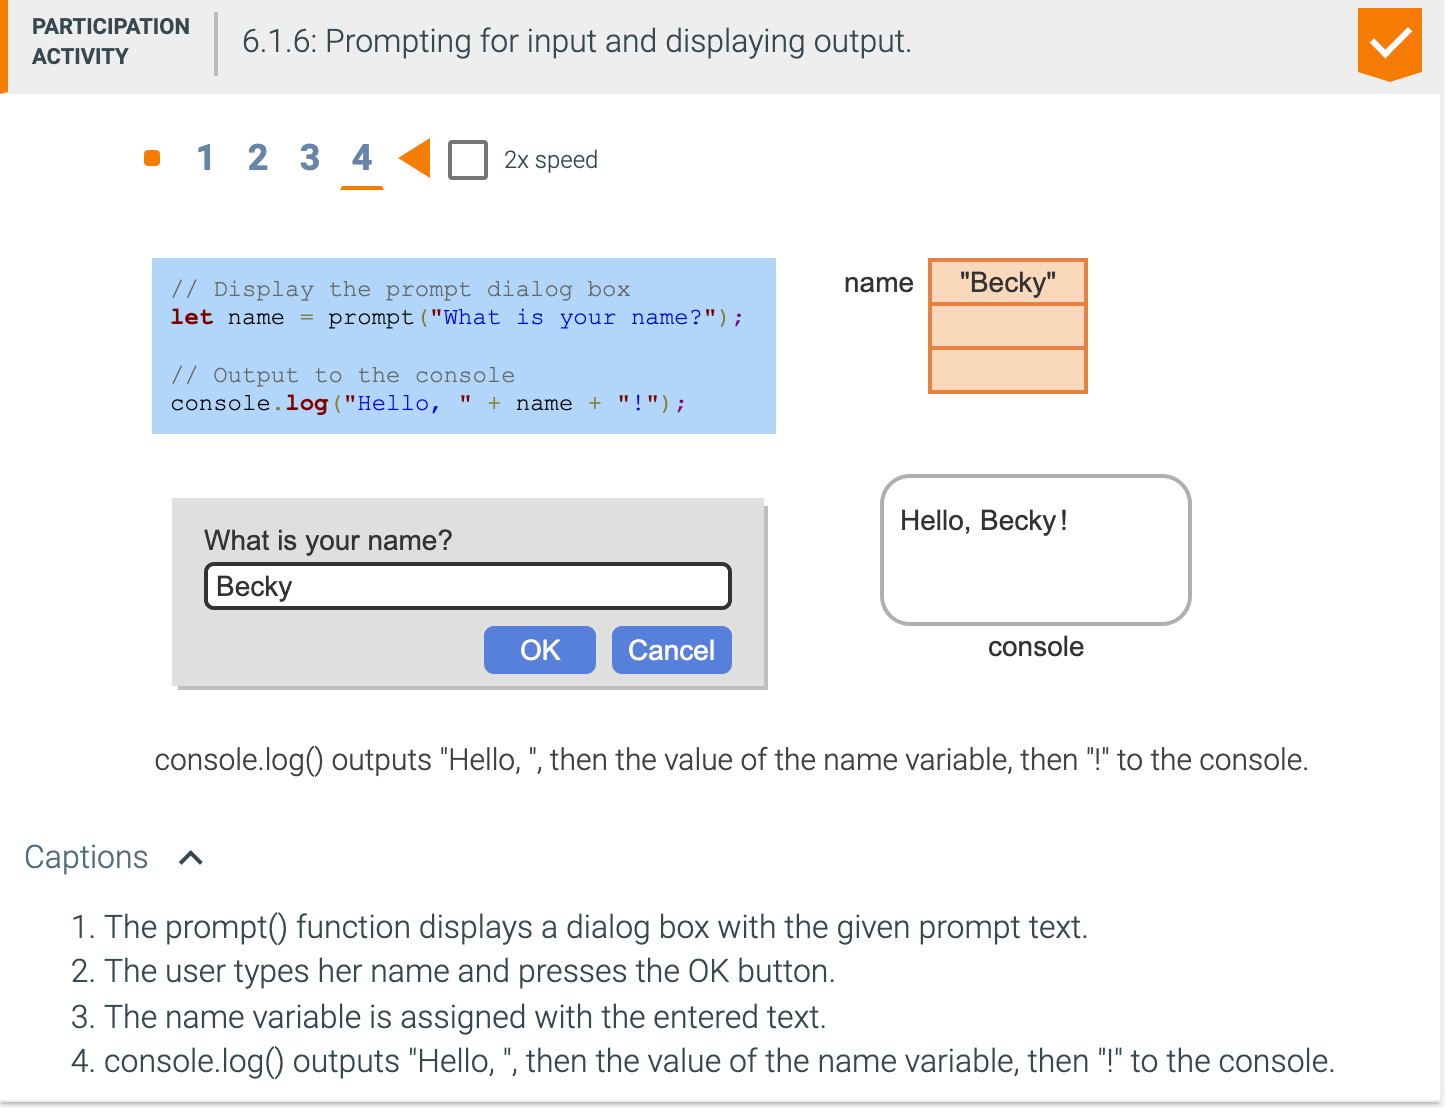 PARTICIPATION
ACTIVITY
6.1.6: Prompting for input and displaying output.
1 2 3 4 2x speed
// Display the prompt dialog box
let name = prompt("What is your name?");
// Output to the console
console.log("Hello, " + name + "!");
name
"Becky"
What is your name?
Becky
OK Cancel
Hello, Becky!
console
console.log() outputs "Hello, ", then the value of the name variable, then "!" to the console.
Captions
1. The prompt() function displays a dialog box with the given prompt text.
2. The user types her name and presses the OK button.
3. The name variable is assigned with the entered text.
4. console.log() outputs "Hello, ", then the value of the name variable, then "!" to the console.